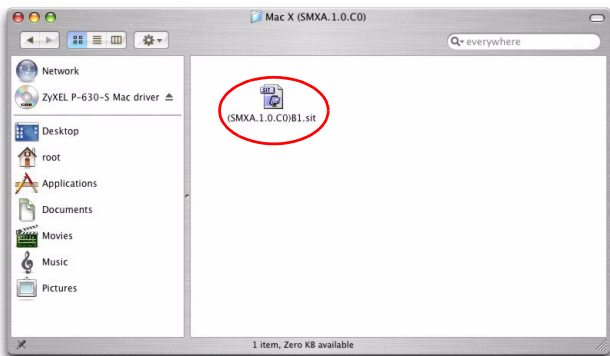 Mac X (SMXA.1.0.C0)
everywhere
Network
ZyXEL P-630-S Mac driver
Desktop
root
Applications
Documents
Movies
Music
Pictures
SIT
(SMXA.1.0.C0)B1.sit
1 item, Zero KB available